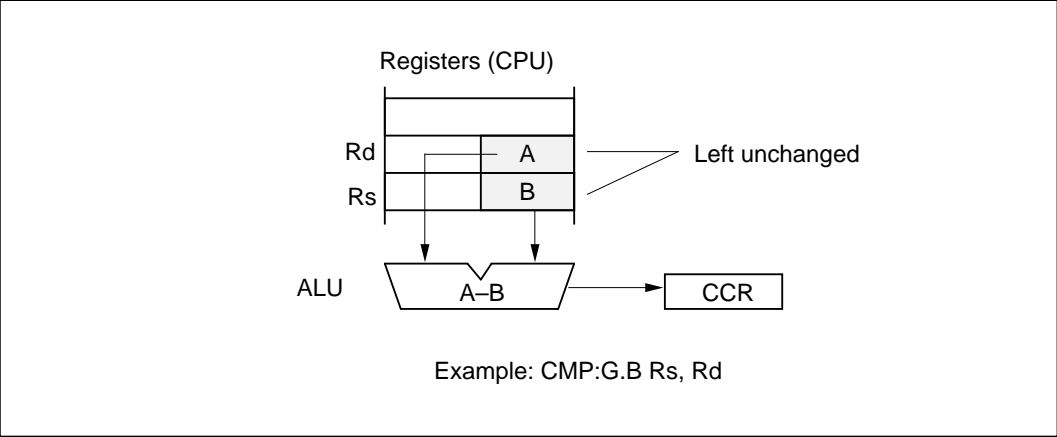 Registers (CPU)
Rd
A
Left unchanged
Rs
B
ALU
A–B
CCR
Example: CMP:G.B Rs, Rd